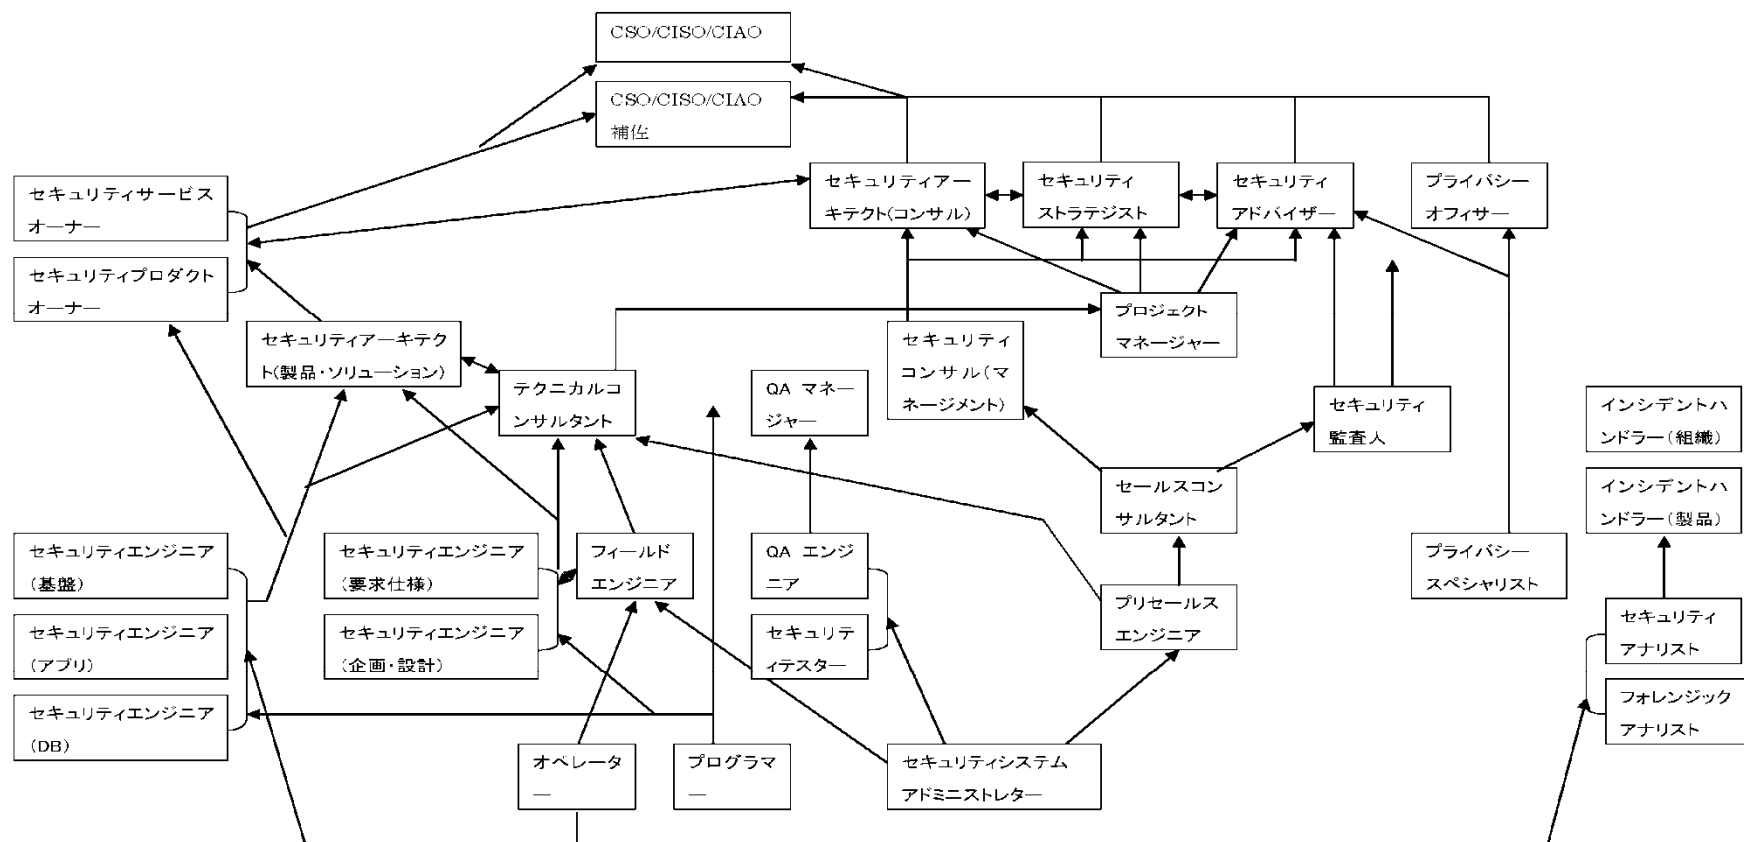 CSO/CISO/CIAO
CSO/CISO/CIAO
補佐
セキュリティサービス
オーナー
セキュリティアー
キテクト(コンサル)
セキュリティ
ストラテジスト
セキュリティ
アドバイザー
プライバシー
オフィサー
セキュリティプロダクト
オーナー
セキュリティアーキテク
ト(製品・ソリューション)
セキュリティ
コンサル(マ
ネージメント)
プロジェクト
マネージャー
テクニカルコ
ンサルタント
QA マネー
ジャー
セキュリティ
監査人
インシデントハ
ンドラー(組織)
セールスコン
サルタント
インシデントハ
ンドラー(製品)
セキュリティエンジニア
(基盤)
セキュリティエンジニア
(要求仕様)
フィールド
エンジニア
QA エンジ
ニア
プライバシー
スペシャリスト
プリセールス
エンジニア
セキュリティエンジニア
(アプリ)
セキュリティエンジニア
(企画・設計)
セキュリテ
ィテスター
セキュリティ
アナリスト
セキュリティエンジニア
(DB)
フォレンジック
アナリスト
オペレータ
ー
プログラマ
ー
セキュリティシステム
アドミニストレター